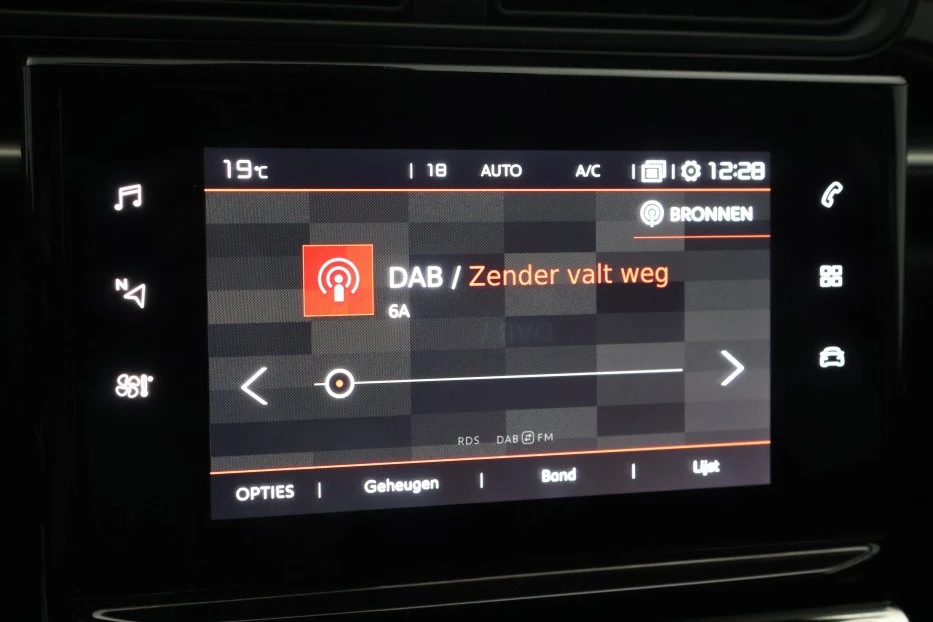 19°C | 18 AUTO A/C | | 12:28
BRONNEN
N
DAB / Zender valt weg
6A
RDS DAB FM
OPTIES | Geheugen | Band | Lijst